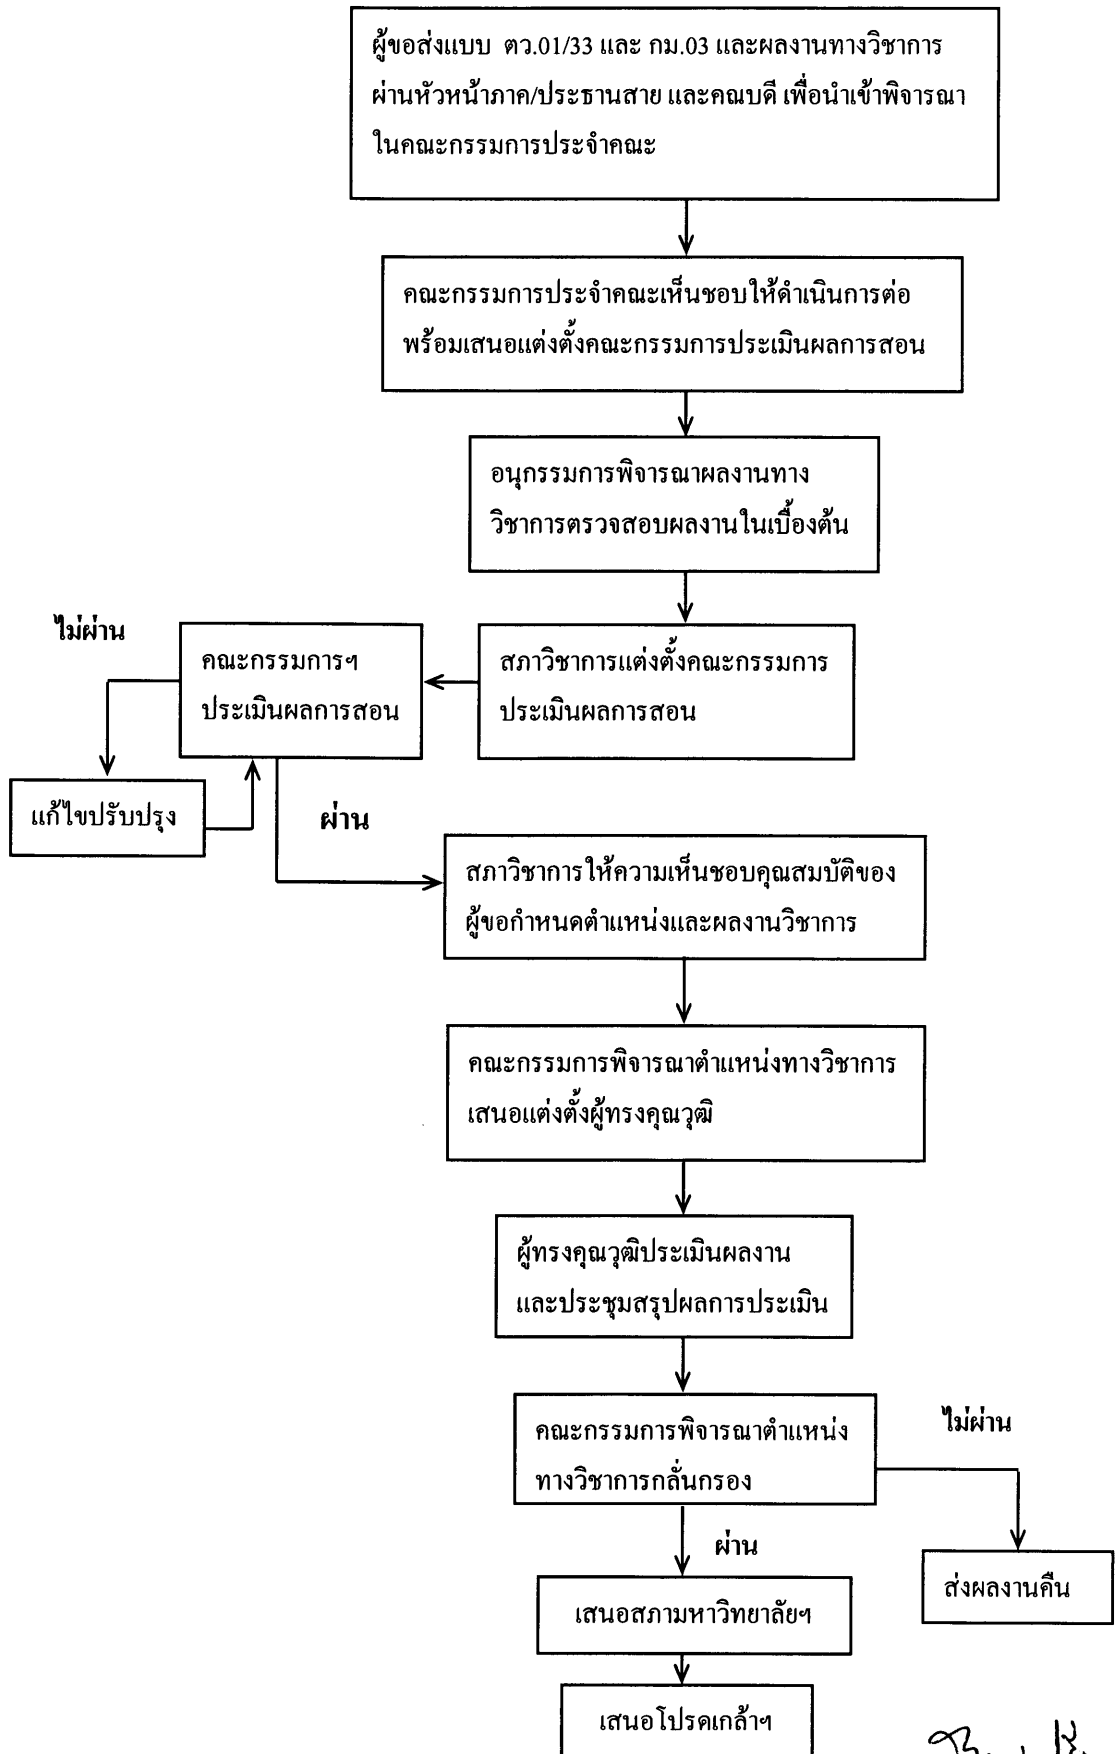 ผู้ขอส่งแบบ ตว.01/33 และ กม.03 และผลงานทางวิชาการ
ผ่านหัวหน้าภาค/ประธานสาย และคณบดี เพื่อนำเข้าพิจารณา
ในคณะกรรมการประจำคณะ
คณะกรรมการประจำคณะเห็นชอบให้ดำเนินการต่อ
พร้อมเสนอแต่งตั้งคณะกรรมการประเมินผลการสอน
อนุกรรมการพิจารณาผลงานทาง
วิชาการตรวจสอบผลงานในเบื้องต้น
สภาวิชาการแต่งตั้งคณะกรรมการ
ประเมินผลการสอน
คณะกรรมการฯ
ประเมินผลการสอน
ไม่ผ่าน
แก้ไขปรับปรุง
ผ่าน
สภาวิชาการให้ความเห็นชอบคุณสมบัติของ
ผู้ขอกำหนดตำแหน่งและผลงานวิชาการ
คณะกรรมการพิจารณาตำแหน่งทางวิชาการ
เสนอแต่งตั้งผู้ทรงคุณวุฒิ
ผู้ทรงคุณวุฒิประเมินผลงาน
และประชุมสรุปผลการประเมิน
คณะกรรมการพิจารณาตำแหน่ง
ทางวิชาการกลั่นกรอง
ไม่ผ่าน
ส่งผลงานคืน
ผ่าน
เสนอสภามหาวิทยาลัยฯ
เสนอโปรดเกล้าฯ